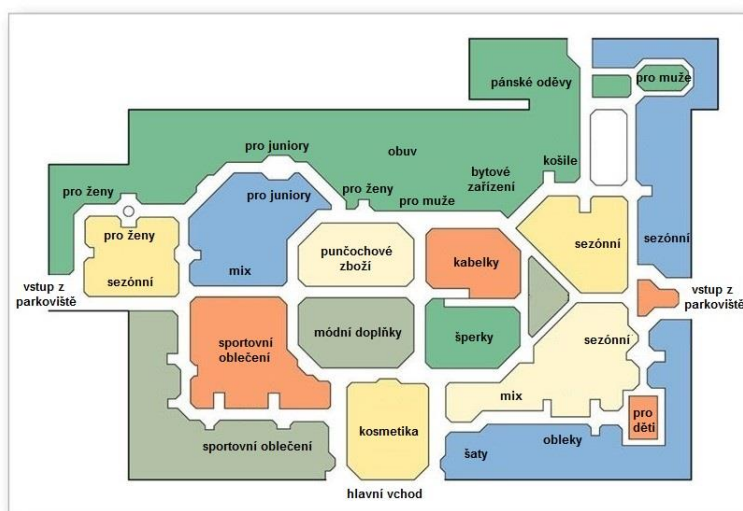 pánské oděvy
pro muže
pro juniory
obuv
košile
bytové
zařízení
pro ženy
pro juniory
pro ženy
pro muže
pro ženy
sezónní
mix
punčochové
zboží
kabelky
sezónní
sezónní
vstup z
parkoviště
vstup z
parkoviště
sportovní
oblečení
módní doplňky
šperky
sezónní
mix
pro
děti
sportovní oblečení
kosmetika
šaty
obleky
hlavní vchod